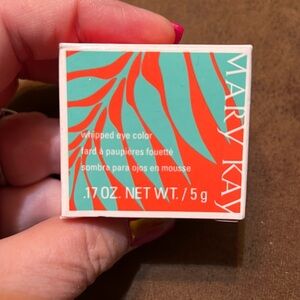 MARY KAY
whipped eye color
fard à paupières fouetté
sombra para ojos en mousse
.17 OZ. NET WT. / 5 g